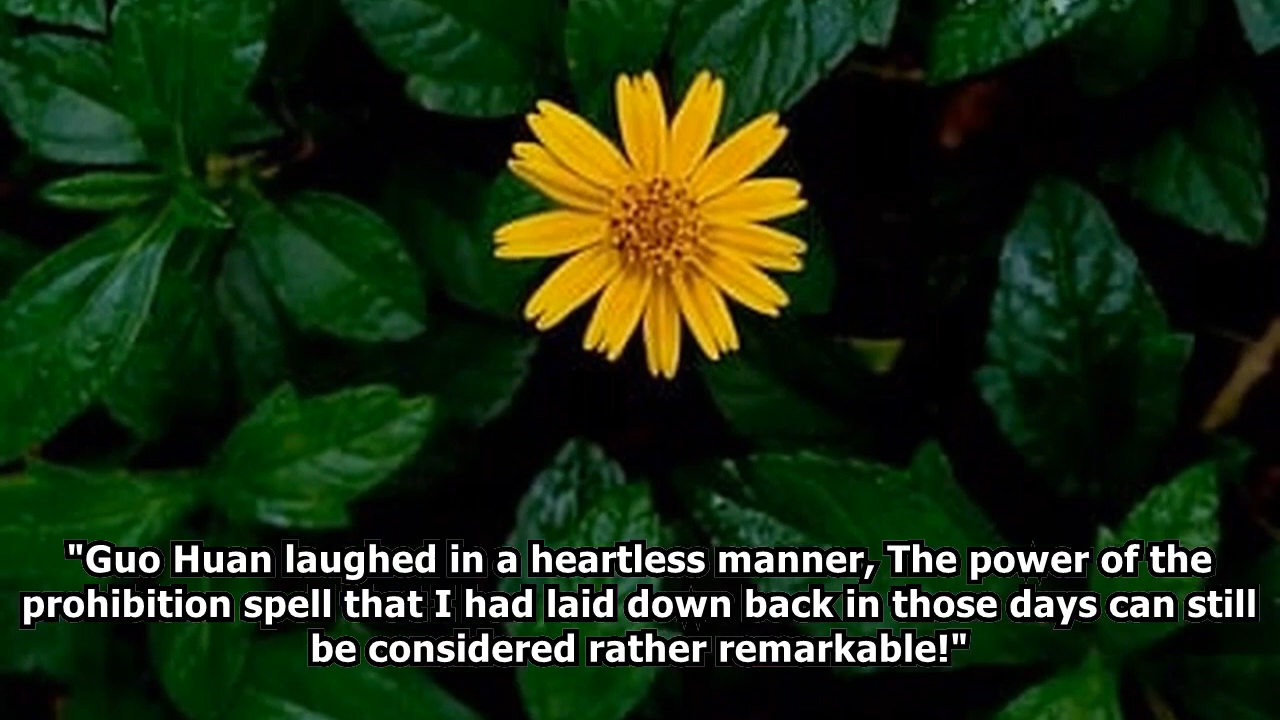 "Guo Huan laughed in a heartless manner, The power of the
prohibition spell that I had laid down back in those days can still
be considered rather remarkable!"